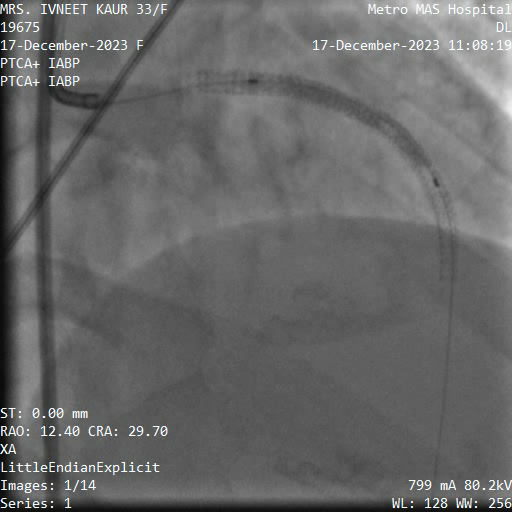 MRS. IVNEET KAUR 33/F
Metro MAS Hospital
19675
DL
17-December-2023 F
17-December-2023 11:08:19
PTCA+ IABP
PTCA+ IABP
ST: 0.00 mm
RAO: 12.40 CRA: 29.70
XA
LittleEndianExplicit
Images: 1/14
799 mA 80.2kV
Series: 1
WL: 128 WW: 256